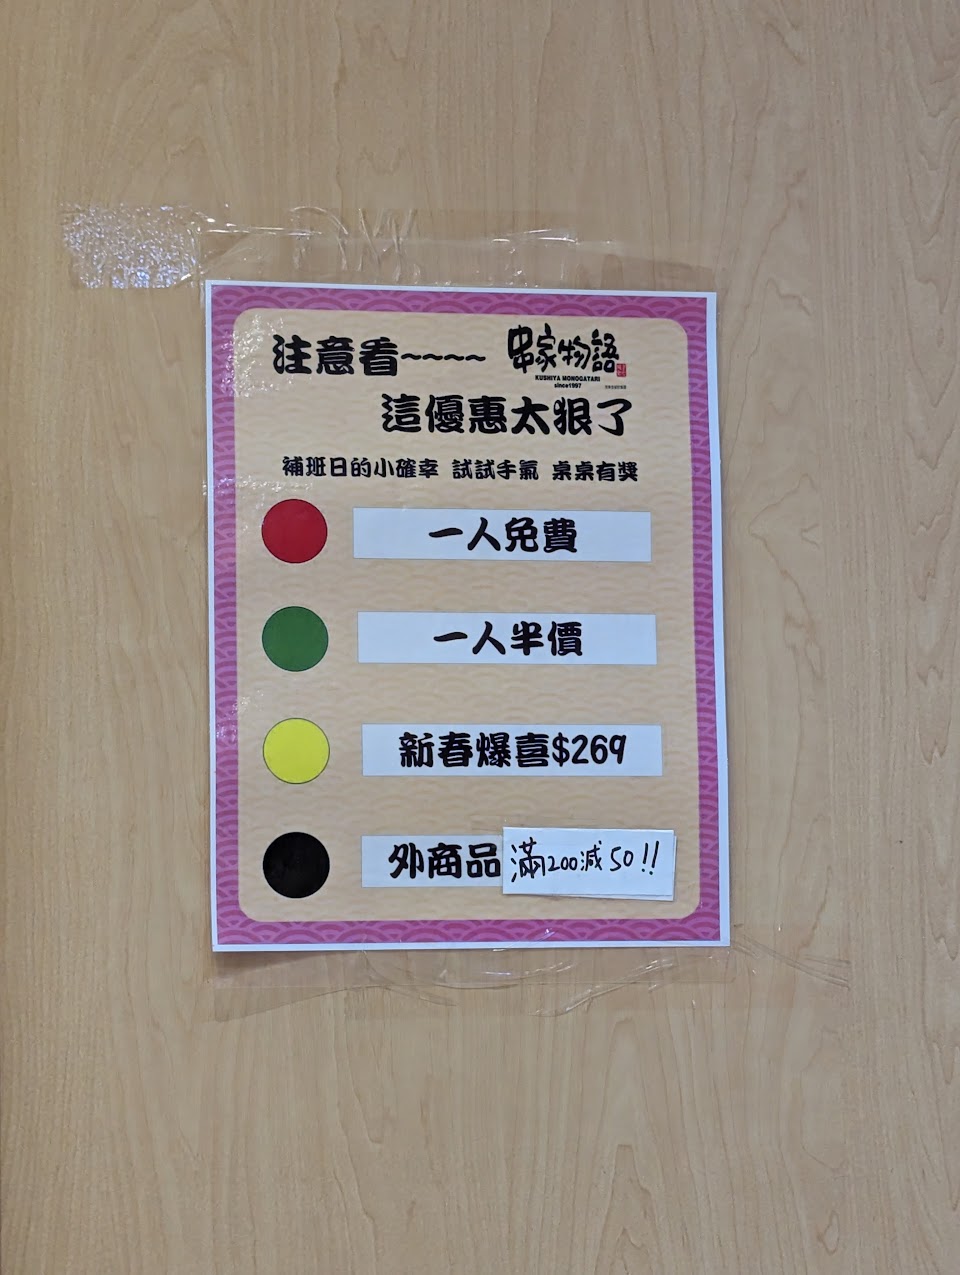 注意看~~~~
串家物語
KUSHIYA MONOGATARI
since1997
這優惠太狠了
補班日的小確幸 試試手氣 桌桌有獎
一人免費
一人半價
新春爆喜$269
外商品 滿200減50!!